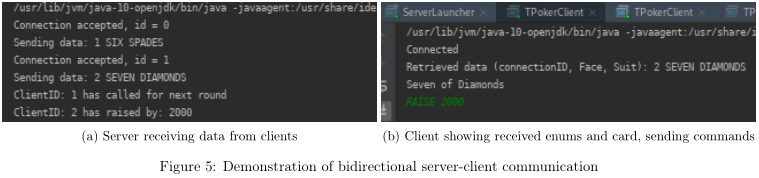 /usr/lib/jvm/java-10-openjdk/bin/java -javaagent:/usr/share/ide
Connection accepted, id = 0
Sending data: 1 SIX SPADES
Connection accepted, id = 1
Sending data: 2 SEVEN DIAMONDS
ClientID: 1 has called for next round
ClientID: 2 has raised by: 2000
(a) Server receiving data from clients
ServerLauncher × TPokerClient × TPokerClient × TP
/usr/lib/jvm/java-10-openjdk/bin/java -javaagent:/usr/share/i
Connected
Retrieved data (connectionID, Face, Suit): 2 SEVEN DIAMONDS
Seven of Diamonds
RAISE 2000
(b) Client showing received enums and card, sending commands
Figure 5: Demonstration of bidirectional server-client communication